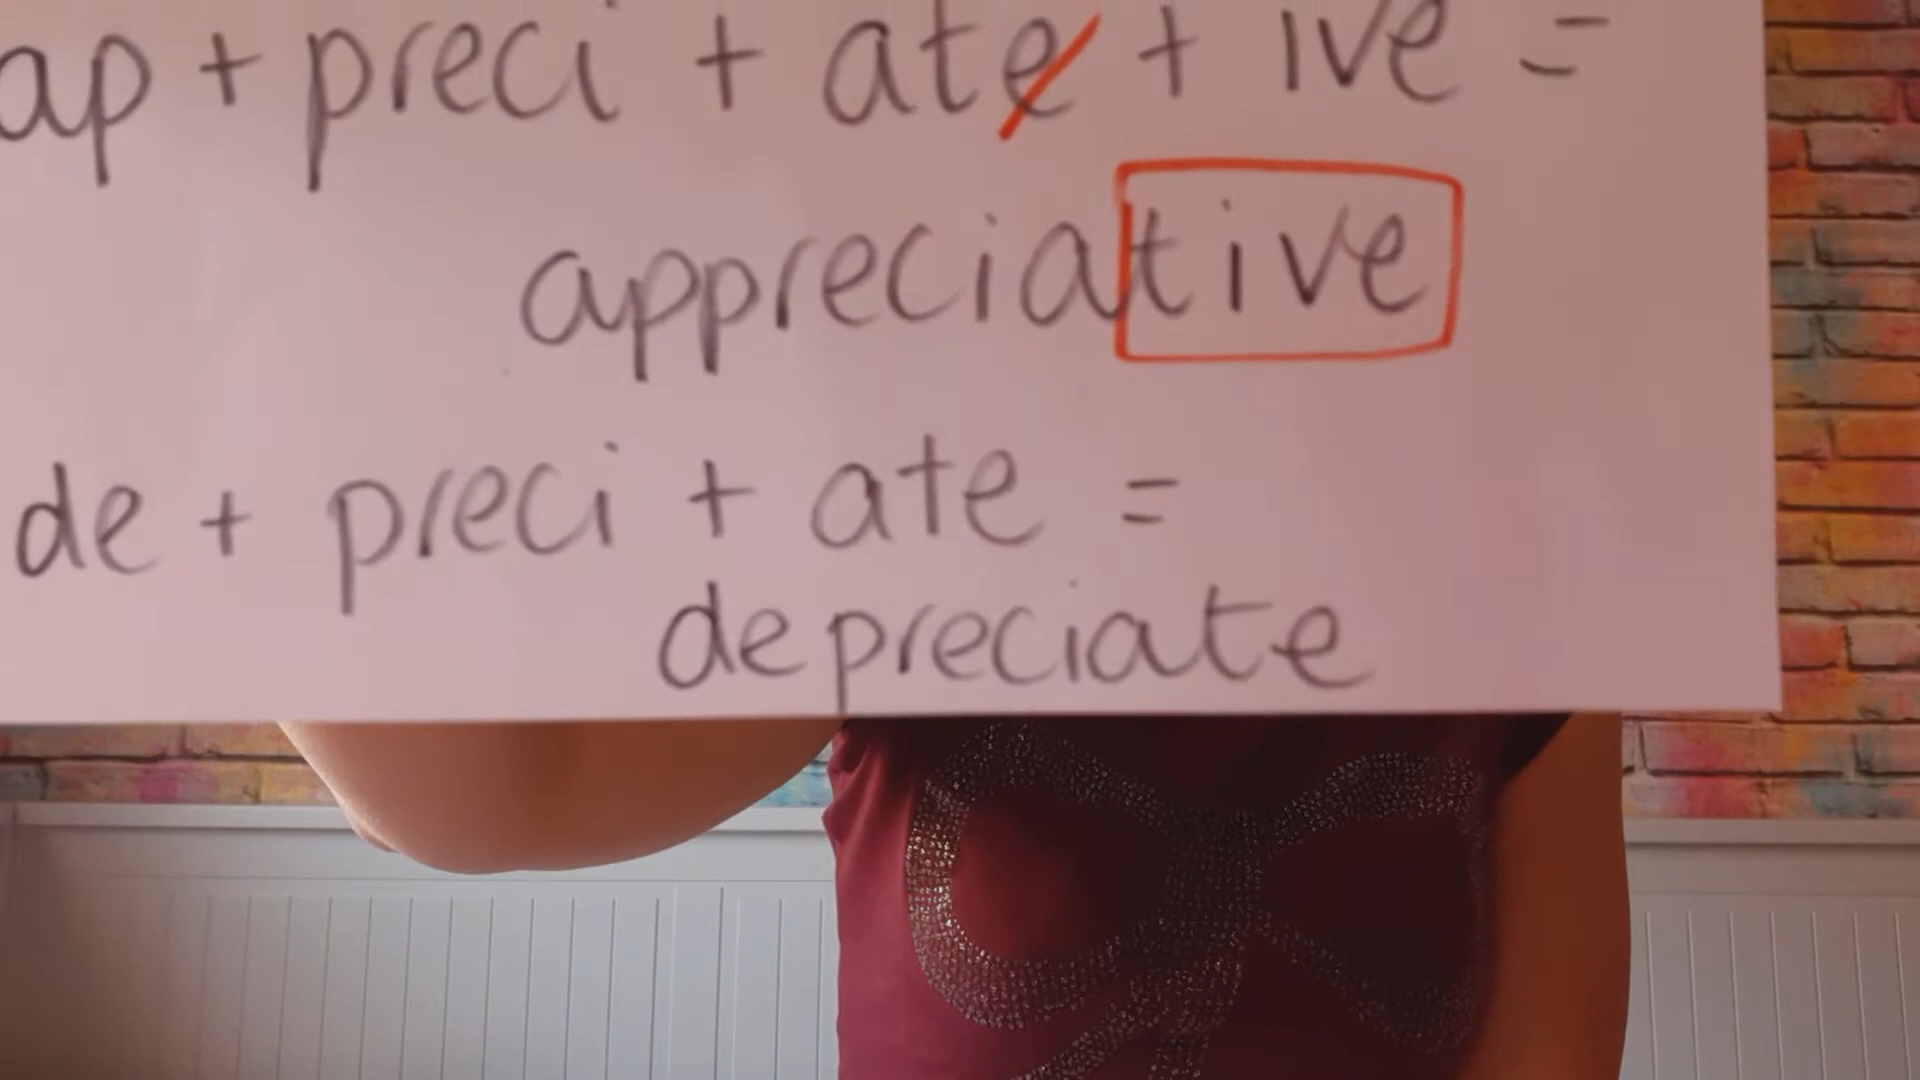 ap + preci + ate + ive =
appreciative
de + preci + ate =
depreciate